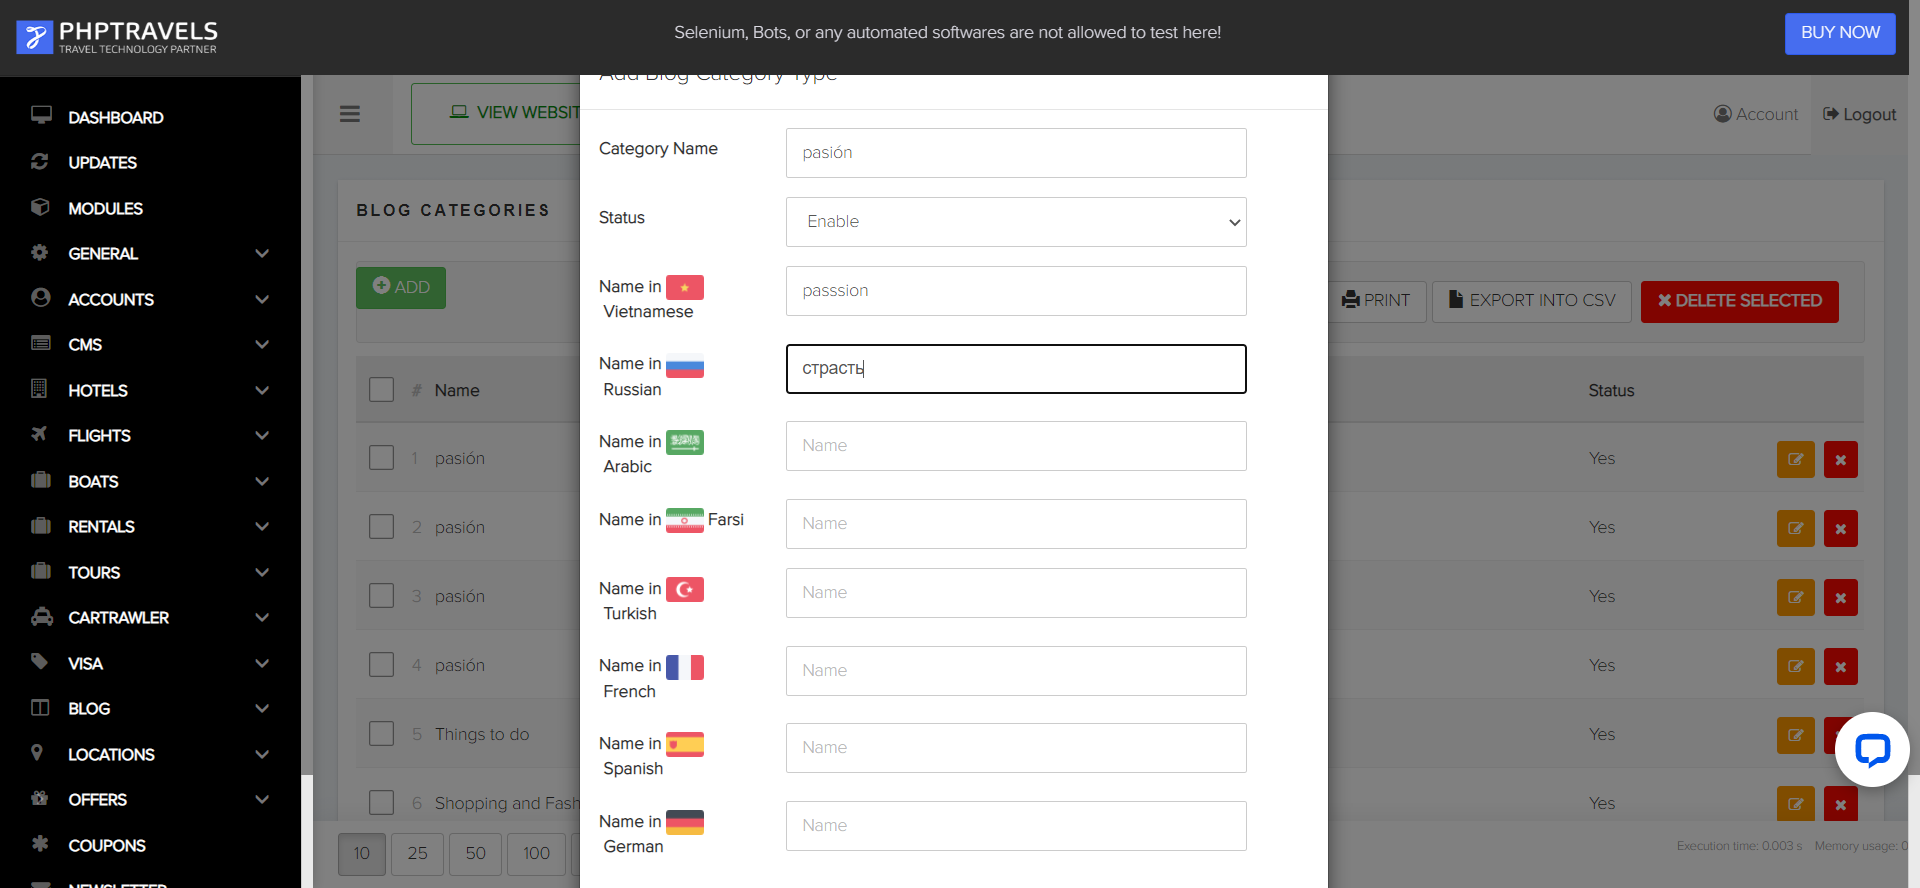 PHPTRAVELS
TRAVEL TECHNOLOGY PARTNER
Selenium, Bots, or any automated softwares are not allowed to test here!
BUY NOW
DASHBOARD
UPDATES
MODULES
GENERAL
ACCOUNTS
CMS
HOTELS
FLIGHTS
BOATS
RENTALS
TOURS
CARTRAWLER
VISA
BLOG
LOCATIONS
OFFERS
COUPONS
NEWSLETTER
VIEW WEBSIT
Account
Logout
BLOG CATEGORIES
ADD
PRINT
EXPORT INTO CSV
DELETE SELECTED
# Name Status
1 pasión Yes
2 pasión Yes
3 pasión Yes
4 pasión Yes
5 Things to do Yes
6 Shopping and Fash Yes
10 25 50 100
Execution time: 0.003 s Memory usage: 0
Add Blog Category Type
Category Name pasión
Status Enable
Name in Vietnamese passsion
Name in Russian страсть
Name in Arabic Name
Name in Farsi Name
Name in Turkish Name
Name in French Name
Name in Spanish Name
Name in German Name